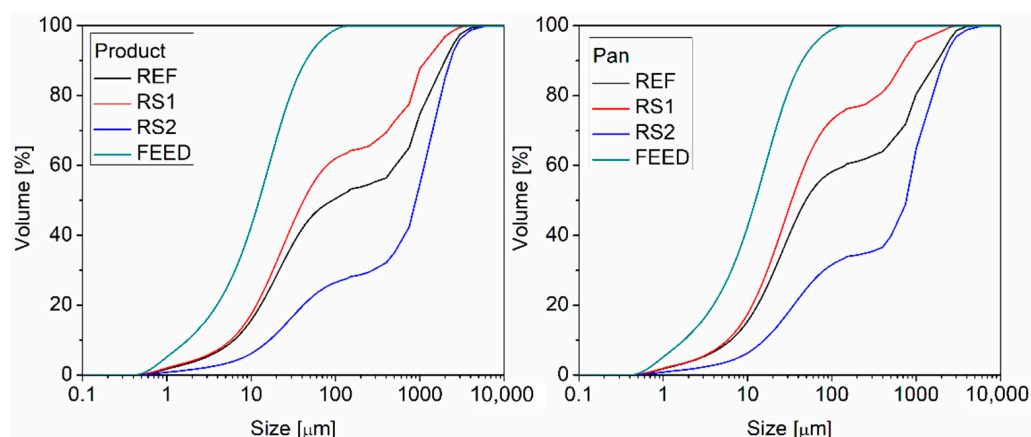 Product
REF
RS1
RS2
FEED
Volume [%]
100
80
60
40
20
0
0.1 1 10 100 1000 10,000
Size [µm]
Pan
REF
RS1
RS2
FEED
Volume [%]
100
80
60
40
20
0
0.1 1 10 100 1000 10,000
Size [µm]